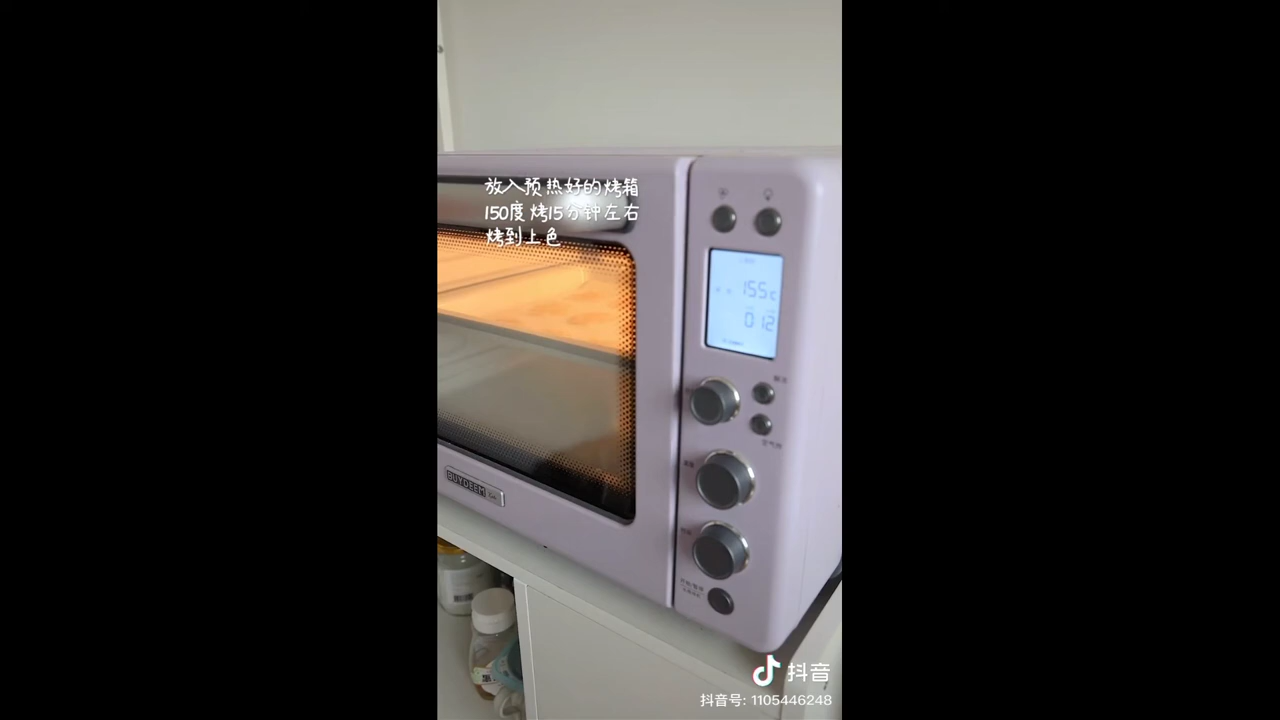 放入预热好的烤箱
150度 烤15分钟左右
烤到上色
155℃
012
BUYDEEM
抖音
抖音号: 1105446248